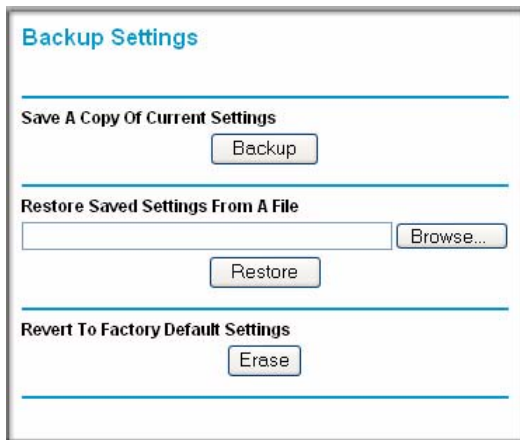 Backup Settings
Save A Copy Of Current Settings
Backup
Restore Saved Settings From A File
Browse...
Restore
Revert To Factory Default Settings
Erase